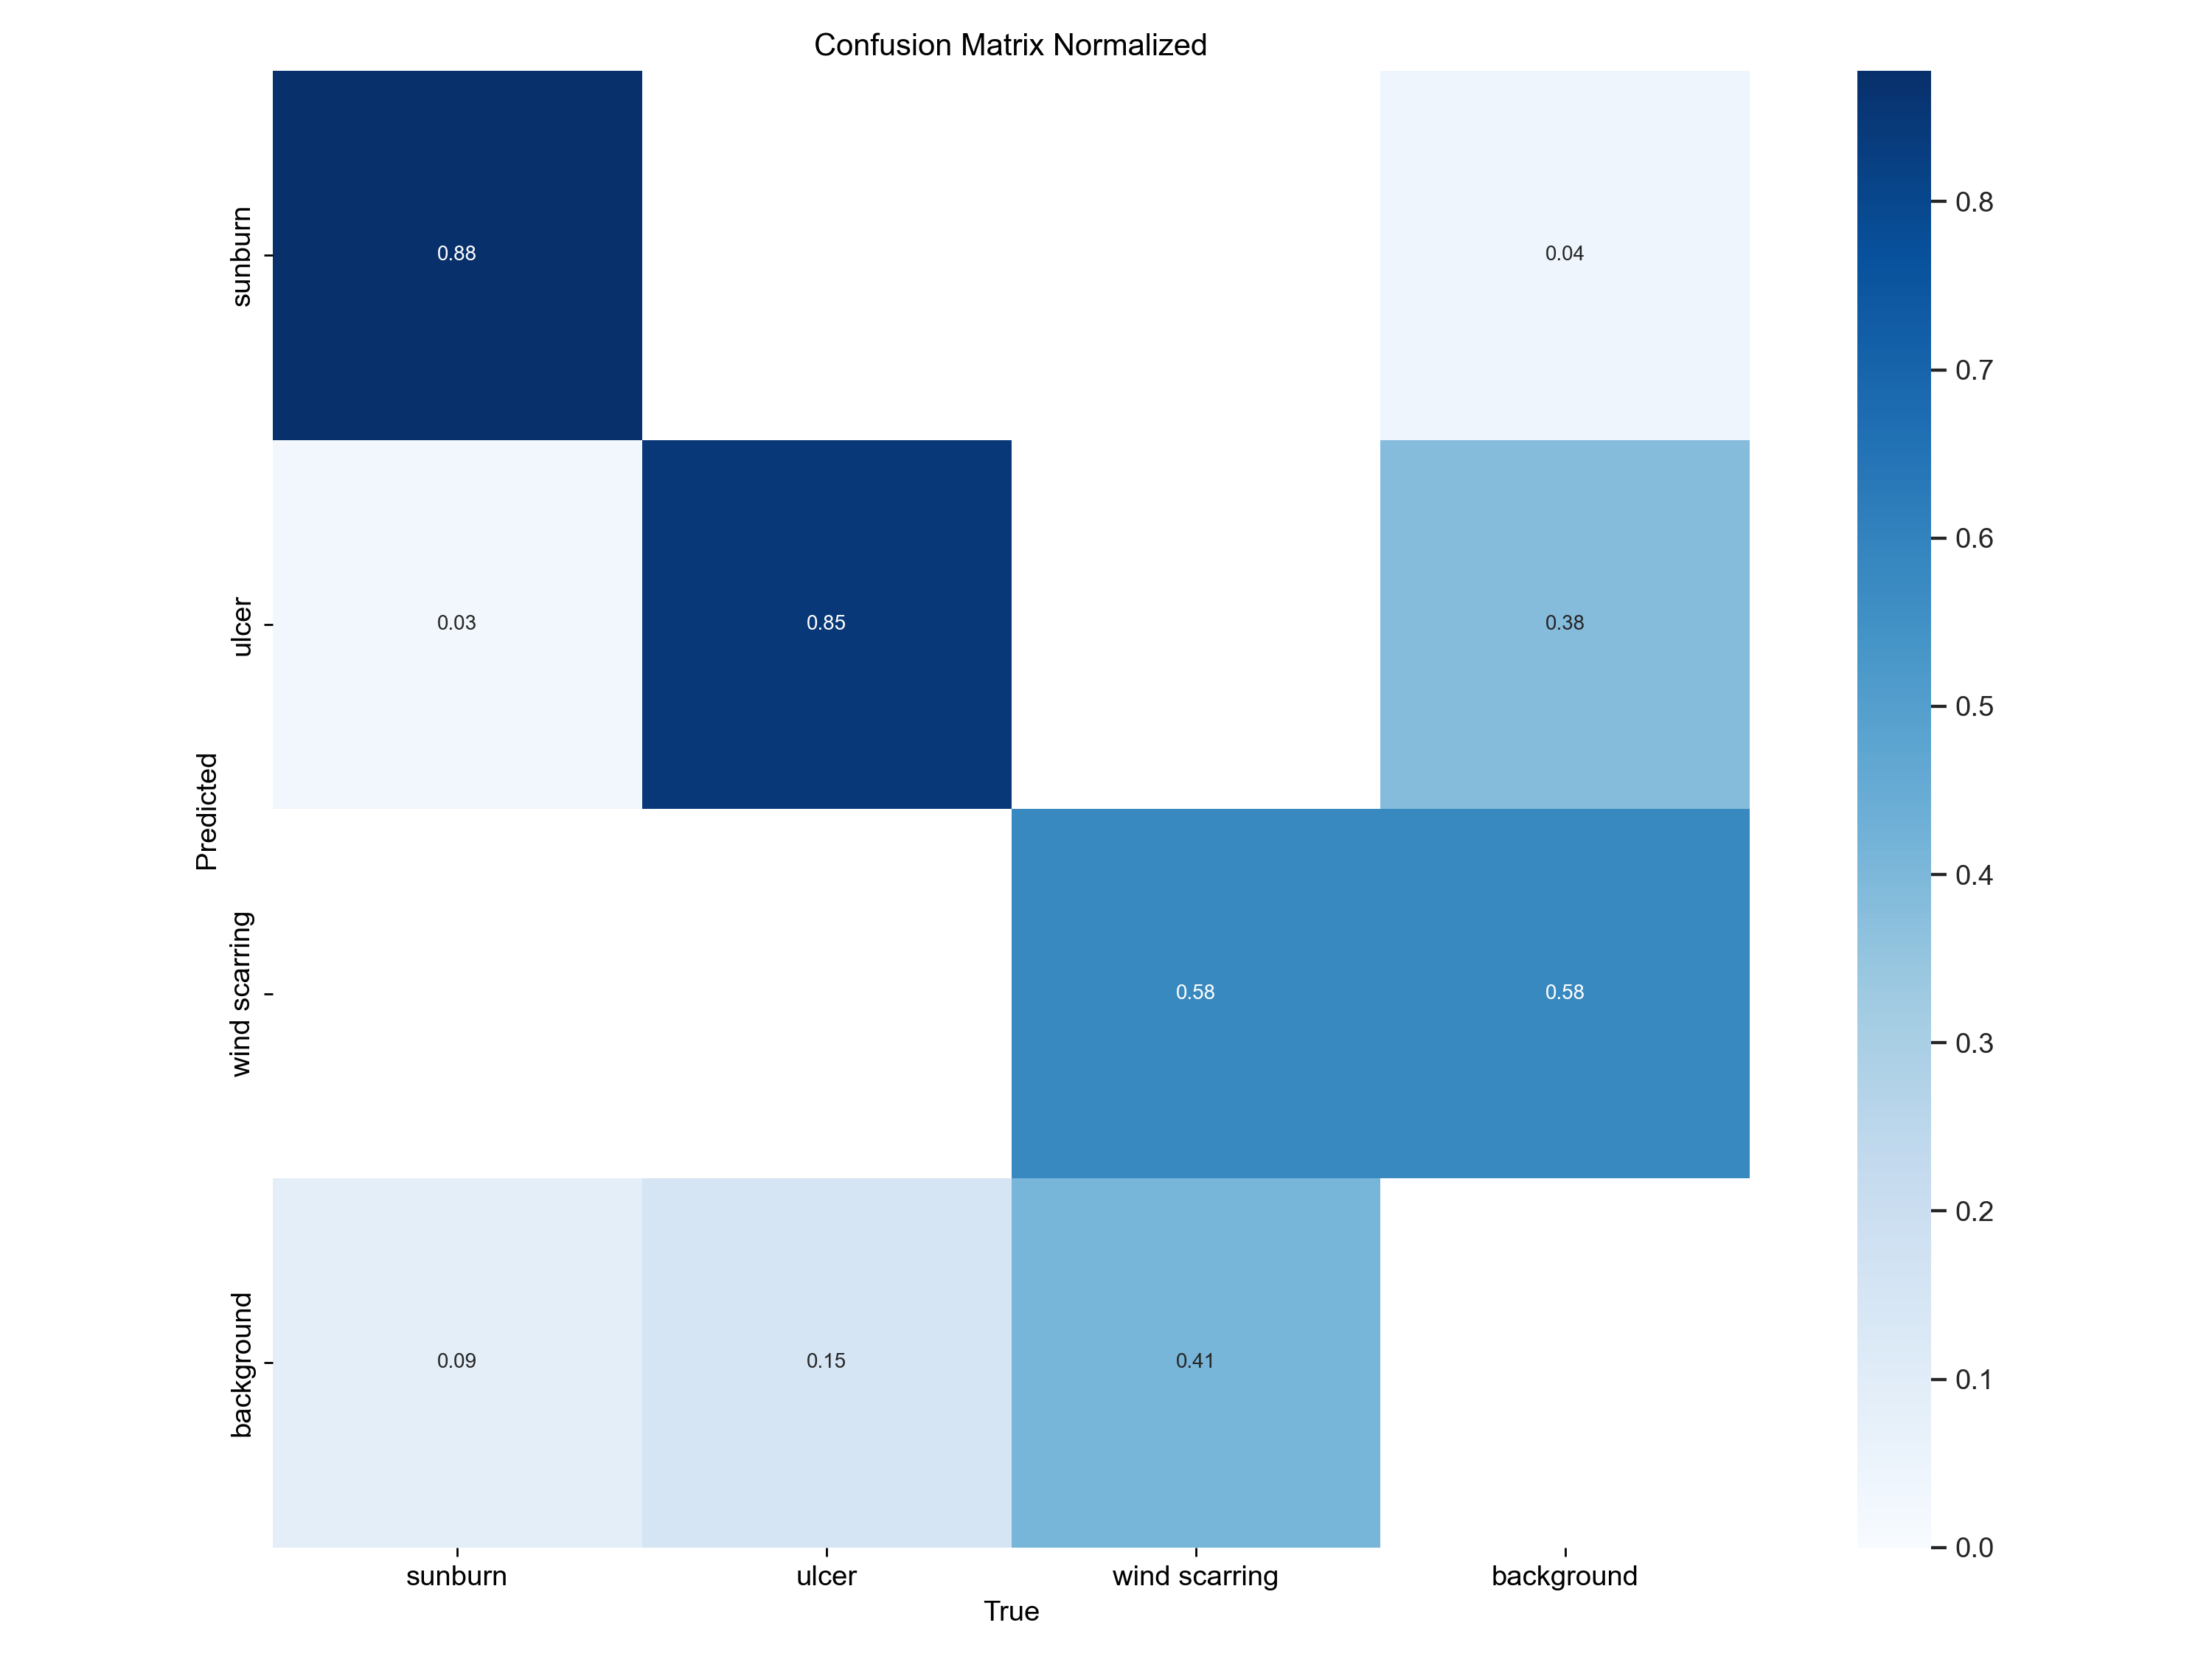 Confusion Matrix Normalized
sunburn
0.88
0.04
ulcer
0.03
0.85
0.38
wind scarring
0.58
0.58
background
0.09
0.15
0.41
Predicted
sunburn
ulcer
wind scarring
background
True
0.8
0.7
0.6
0.5
0.4
0.3
0.2
0.1
0.0